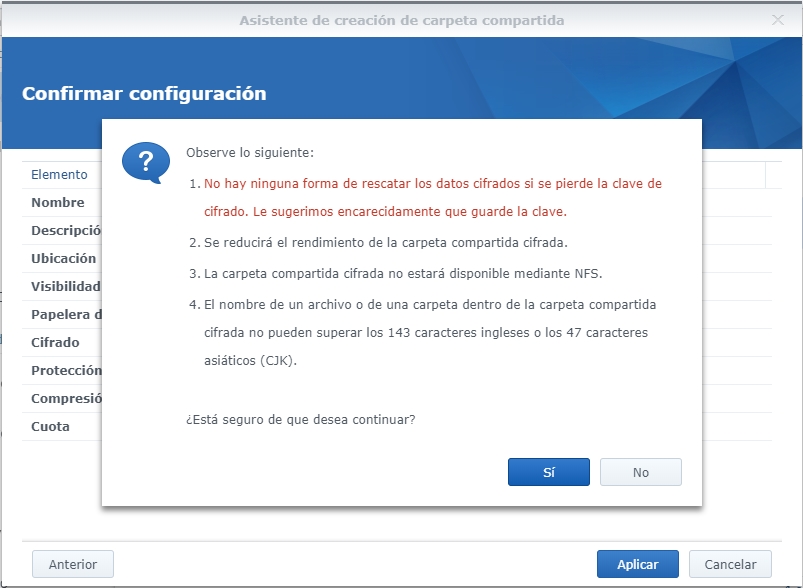 Asistente de creación de carpeta compartida
Confirmar configuración
Elemento
Nombre
Descripció
Ubicación
Visibilidad
Papelera d
Cifrado
Protección
Compresió
Cuota
?
Observe lo siguiente:
1. No hay ninguna forma de rescatar los datos cifrados si se pierde la clave de
cifrado. Le sugerimos encarecidamente que guarde la clave.
2. Se reducirá el rendimiento de la carpeta compartida cifrada.
3. La carpeta compartida cifrada no estará disponible mediante NFS.
4. El nombre de un archivo o de una carpeta dentro de la carpeta compartida
cifrada no pueden superar los 143 caracteres ingleses o los 47 caracteres
asiáticos (CJK).
¿Está seguro de que desea continuar?
Sí No
Anterior Aplicar Cancelar